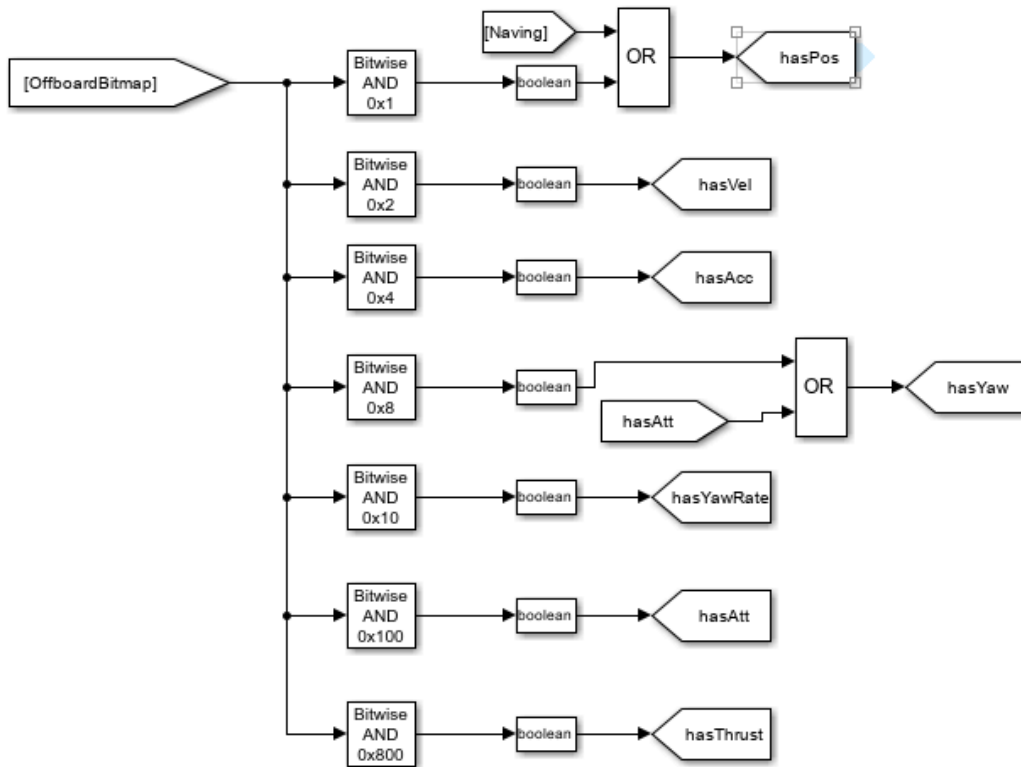 [Naving]
Bitwise
AND
0x1
boolean
OR
hasPos
[OffboardBitmap]
Bitwise
AND
0x2
boolean
hasVel
Bitwise
AND
0x4
boolean
hasAcc
Bitwise
AND
0x8
boolean
hasAtt
OR
hasYaw
Bitwise
AND
0x10
boolean
hasYawRate
Bitwise
AND
0x100
boolean
hasAtt
Bitwise
AND
0x800
boolean
hasThrust